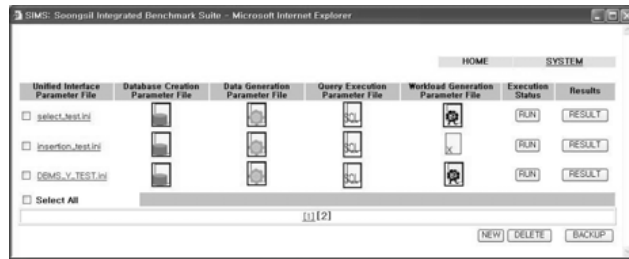 SIMS: Soongsil Integrated Benchmark Suite - Microsoft Internet Explorer
HOME SYSTEM
Unified Interface Parameter File Database Creation Parameter File Data Generation Parameter File Query Execution Parameter File Workload Generation Parameter File Execution Status Results
select_test.ini SQL RUN RESULT
insertion_test.ini SQL X RUN RESULT
DBMS_Y_TEST.ini SQL RUN RESULT
Select All
[1] [2]
NEW DELETE BACKUP